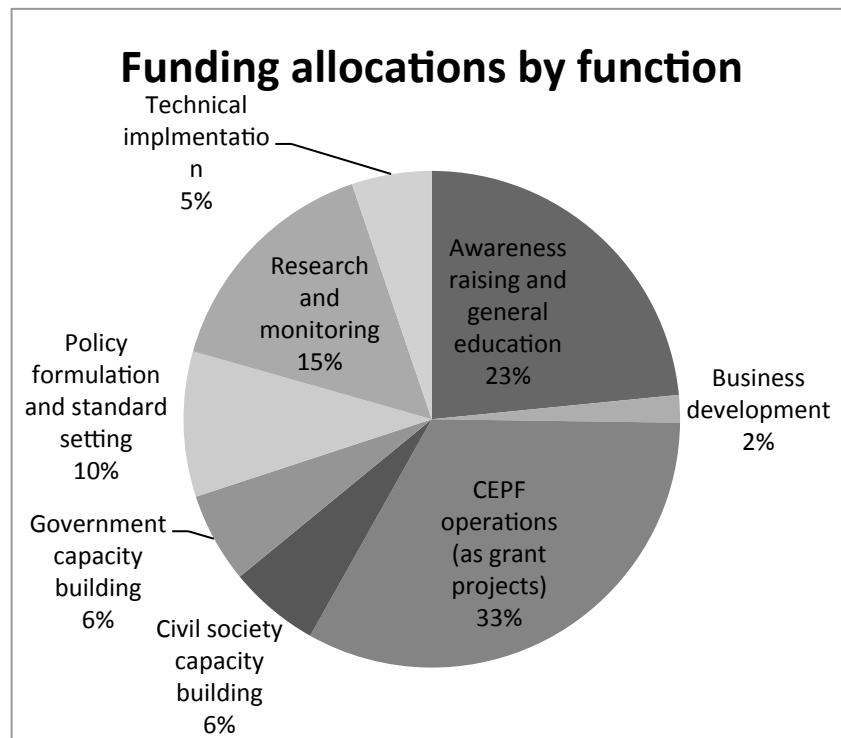 Funding allocations by function
Technical
implmentatio
n
5%
Awareness
raising and
general
education
23%
Business
development
2%
CEPF
operations
(as grant
projects)
33%
Civil society
capacity
building
6%
Government
capacity
building
6%
Policy
formulation
and standard
setting
10%
Research
and
monitoring
15%